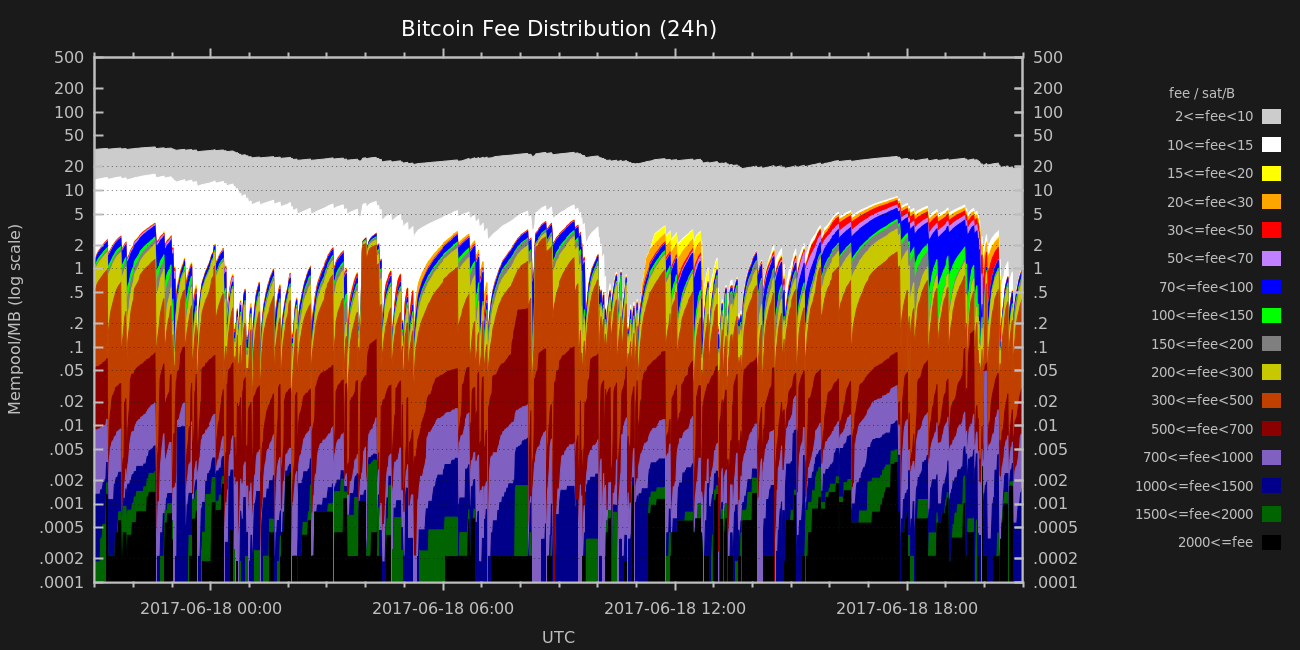 Bitcoin Fee Distribution (24h)
500
200
100
50
20
10
5
2
1
.5
.2
.1
.05
.02
.01
.005
.002
.001
.0005
.0002
.0001
Mempool/MB (log scale)
500
200
100
50
20
10
5
2
1
.5
.2
.1
.05
.02
.01
.005
.002
.001
.0005
.0002
.0001
fee / sat/B
2<=fee<10
10<=fee<15
15<=fee<20
20<=fee<30
30<=fee<50
50<=fee<70
70<=fee<100
100<=fee<150
150<=fee<200
200<=fee<300
300<=fee<500
500<=fee<700
700<=fee<1000
1000<=fee<1500
1500<=fee<2000
2000<=fee
2017-06-18 00:00 2017-06-18 06:00 2017-06-18 12:00 2017-06-18 18:00
UTC